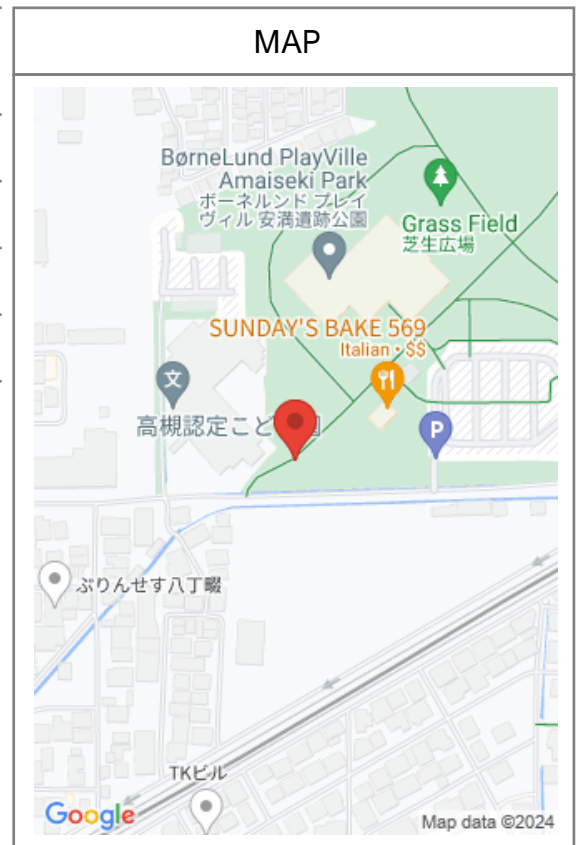 MAP
BørneLund PlayVille
Amaiseki Park
ボーネルンド プレイ
ヴィル 安満遺跡公園
Grass Field
芝生広場
SUNDAY'S BAKE 569
Italian • $$
文
高槻認定こど
園
P
ぷりんせす八丁畷
TKビル
Google
Map data ©2024